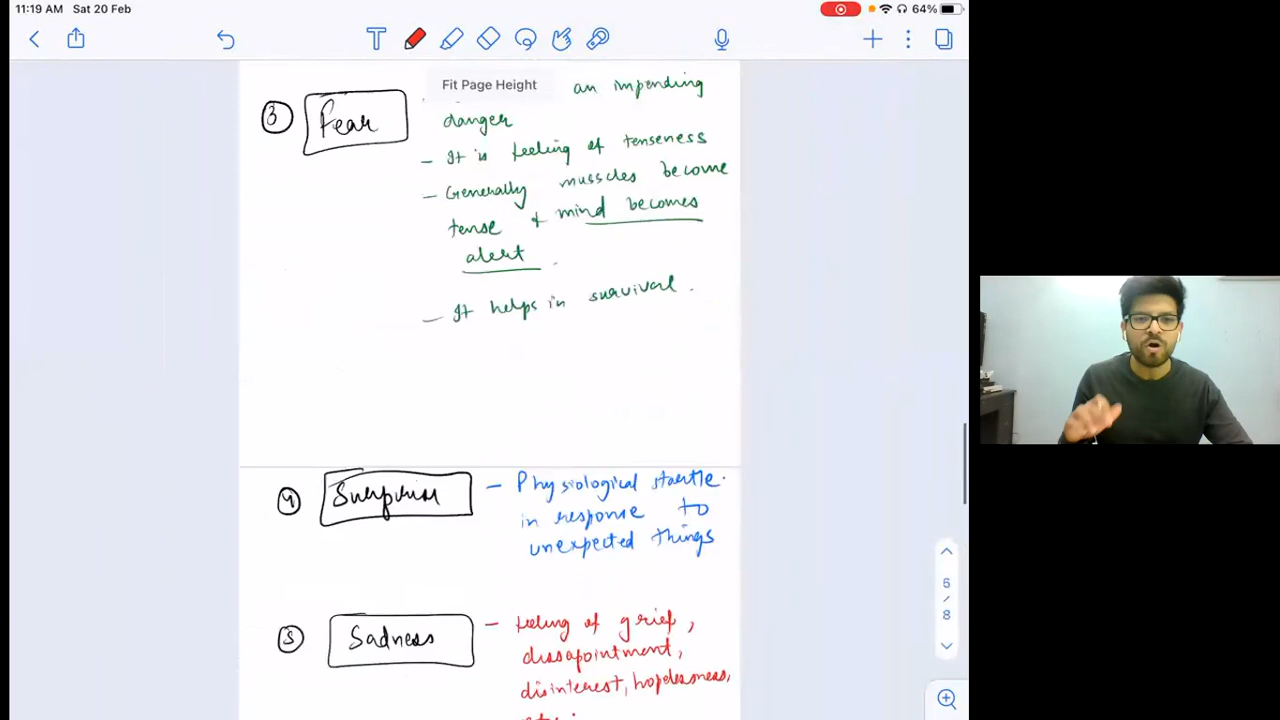 11:19 AM Sat 20 Feb
64%
Fit Page Height
3 Fear
an impending
danger
- It is feeling of tenseness
- Generally muscles become
tense & mind becomes
alert.
- It helps in survival.
4 Surprise
- Physiological startle
in response to
unexpected things
5 Sadness
- feeling of grief,
dissapointment,
disinterest, hopelessness,
6
/
8